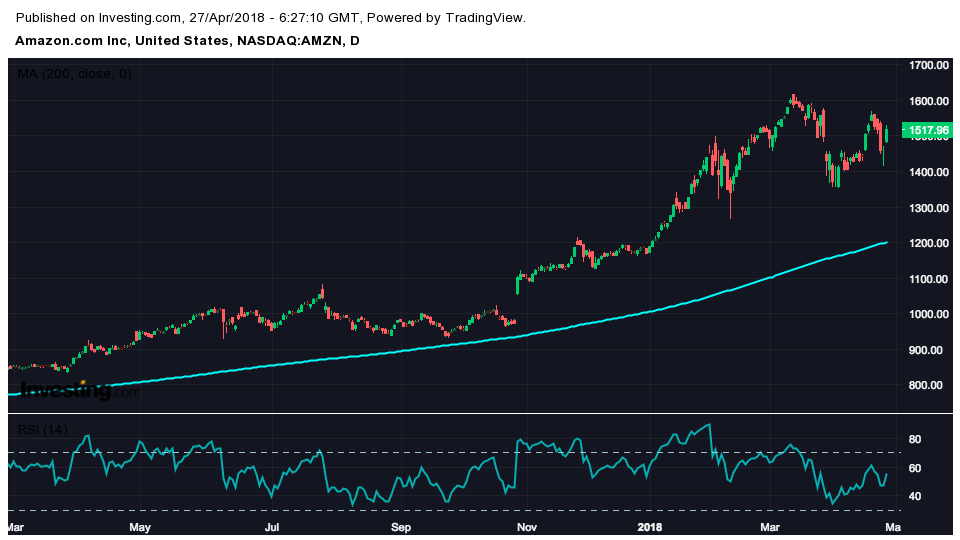 Published on Investing.com, 27/Apr/2018 - 6:27:10 GMT, Powered by TradingView.
Amazon.com Inc, United States, NASDAQ:AMZN, D
MA (200, close, 0)
1700.00
1600.00
1517.96
1500.00
1400.00
1300.00
1200.00
1100.00
1000.00
900.00
800.00
Investing.com
RSI (14)
80
60
40
Mar May Jul Sep Nov 2018 Mar Ma